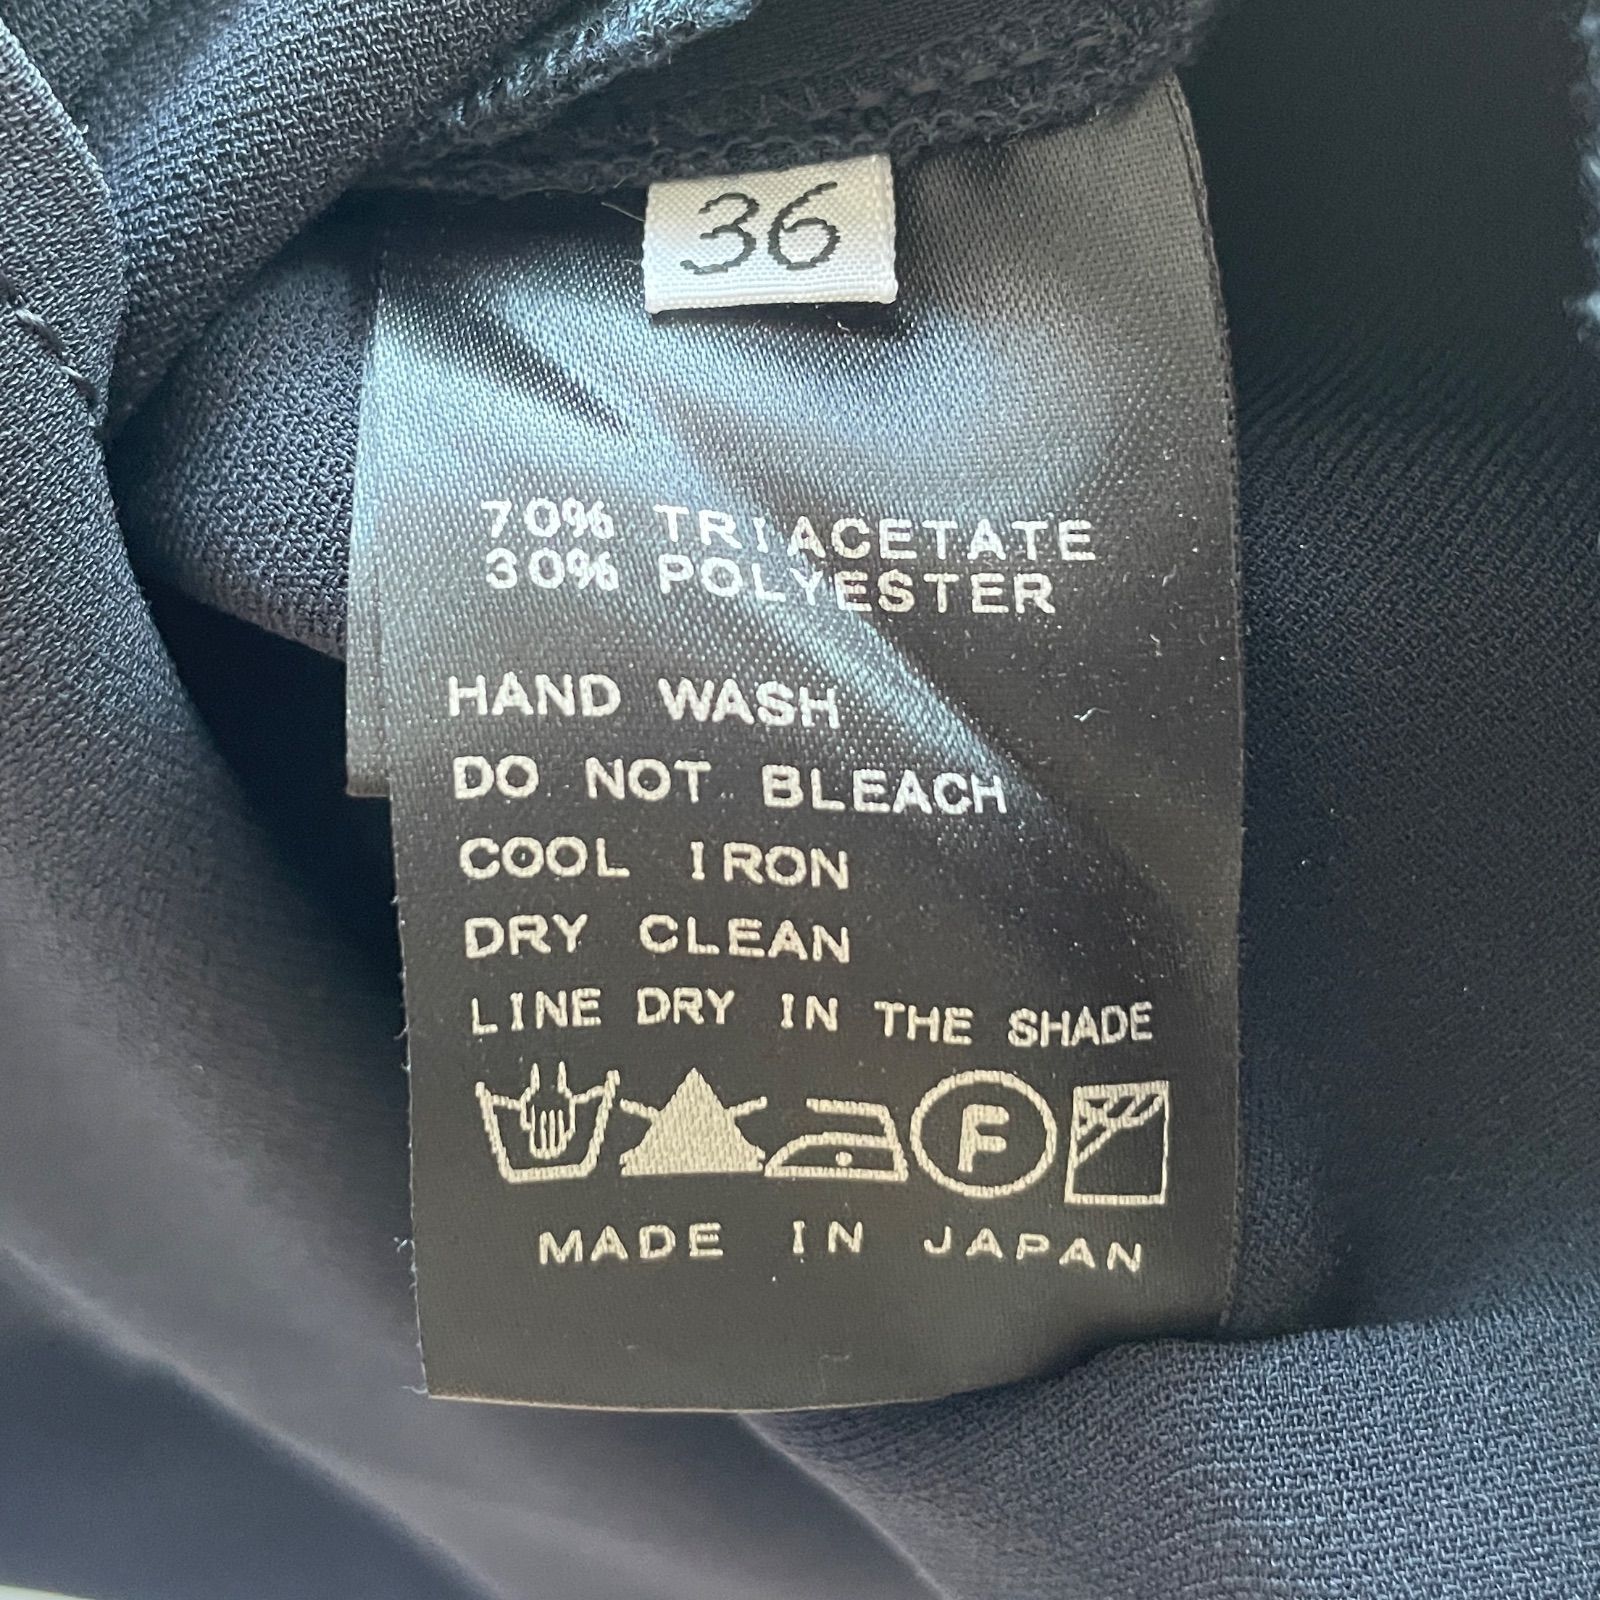 36
70% TRIACETATE
30% POLYESTER
HAND WASH
DO NOT BLEACH
COOL IRON
DRY CLEAN
LINE DRY IN THE SHADE
F
MADE IN JAPAN